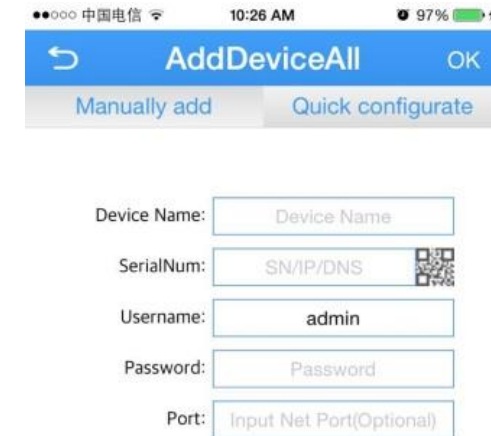 中国电信 10:26 AM 97%
AddDeviceAll OK
Manually add Quick configurate
Device Name: Device Name
SerialNum: SN/IP/DNS
Username: admin
Password: Password
Port: Input Net Port(Optional)